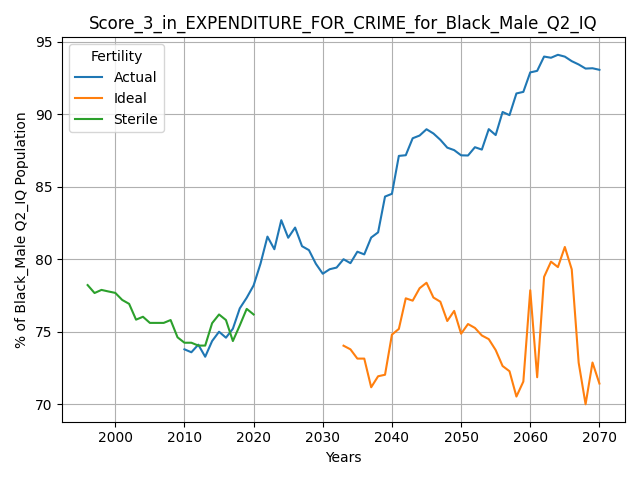 Score_3_in_EXPENDITURE_FOR_CRIME_for_Black_Male_Q2_IQ
% of Black_Male Q2_IQ Population
95
90
85
80
75
70
Fertility
Actual
Ideal
Sterile
2000 2010 2020 2030 2040 2050 2060 2070
Years